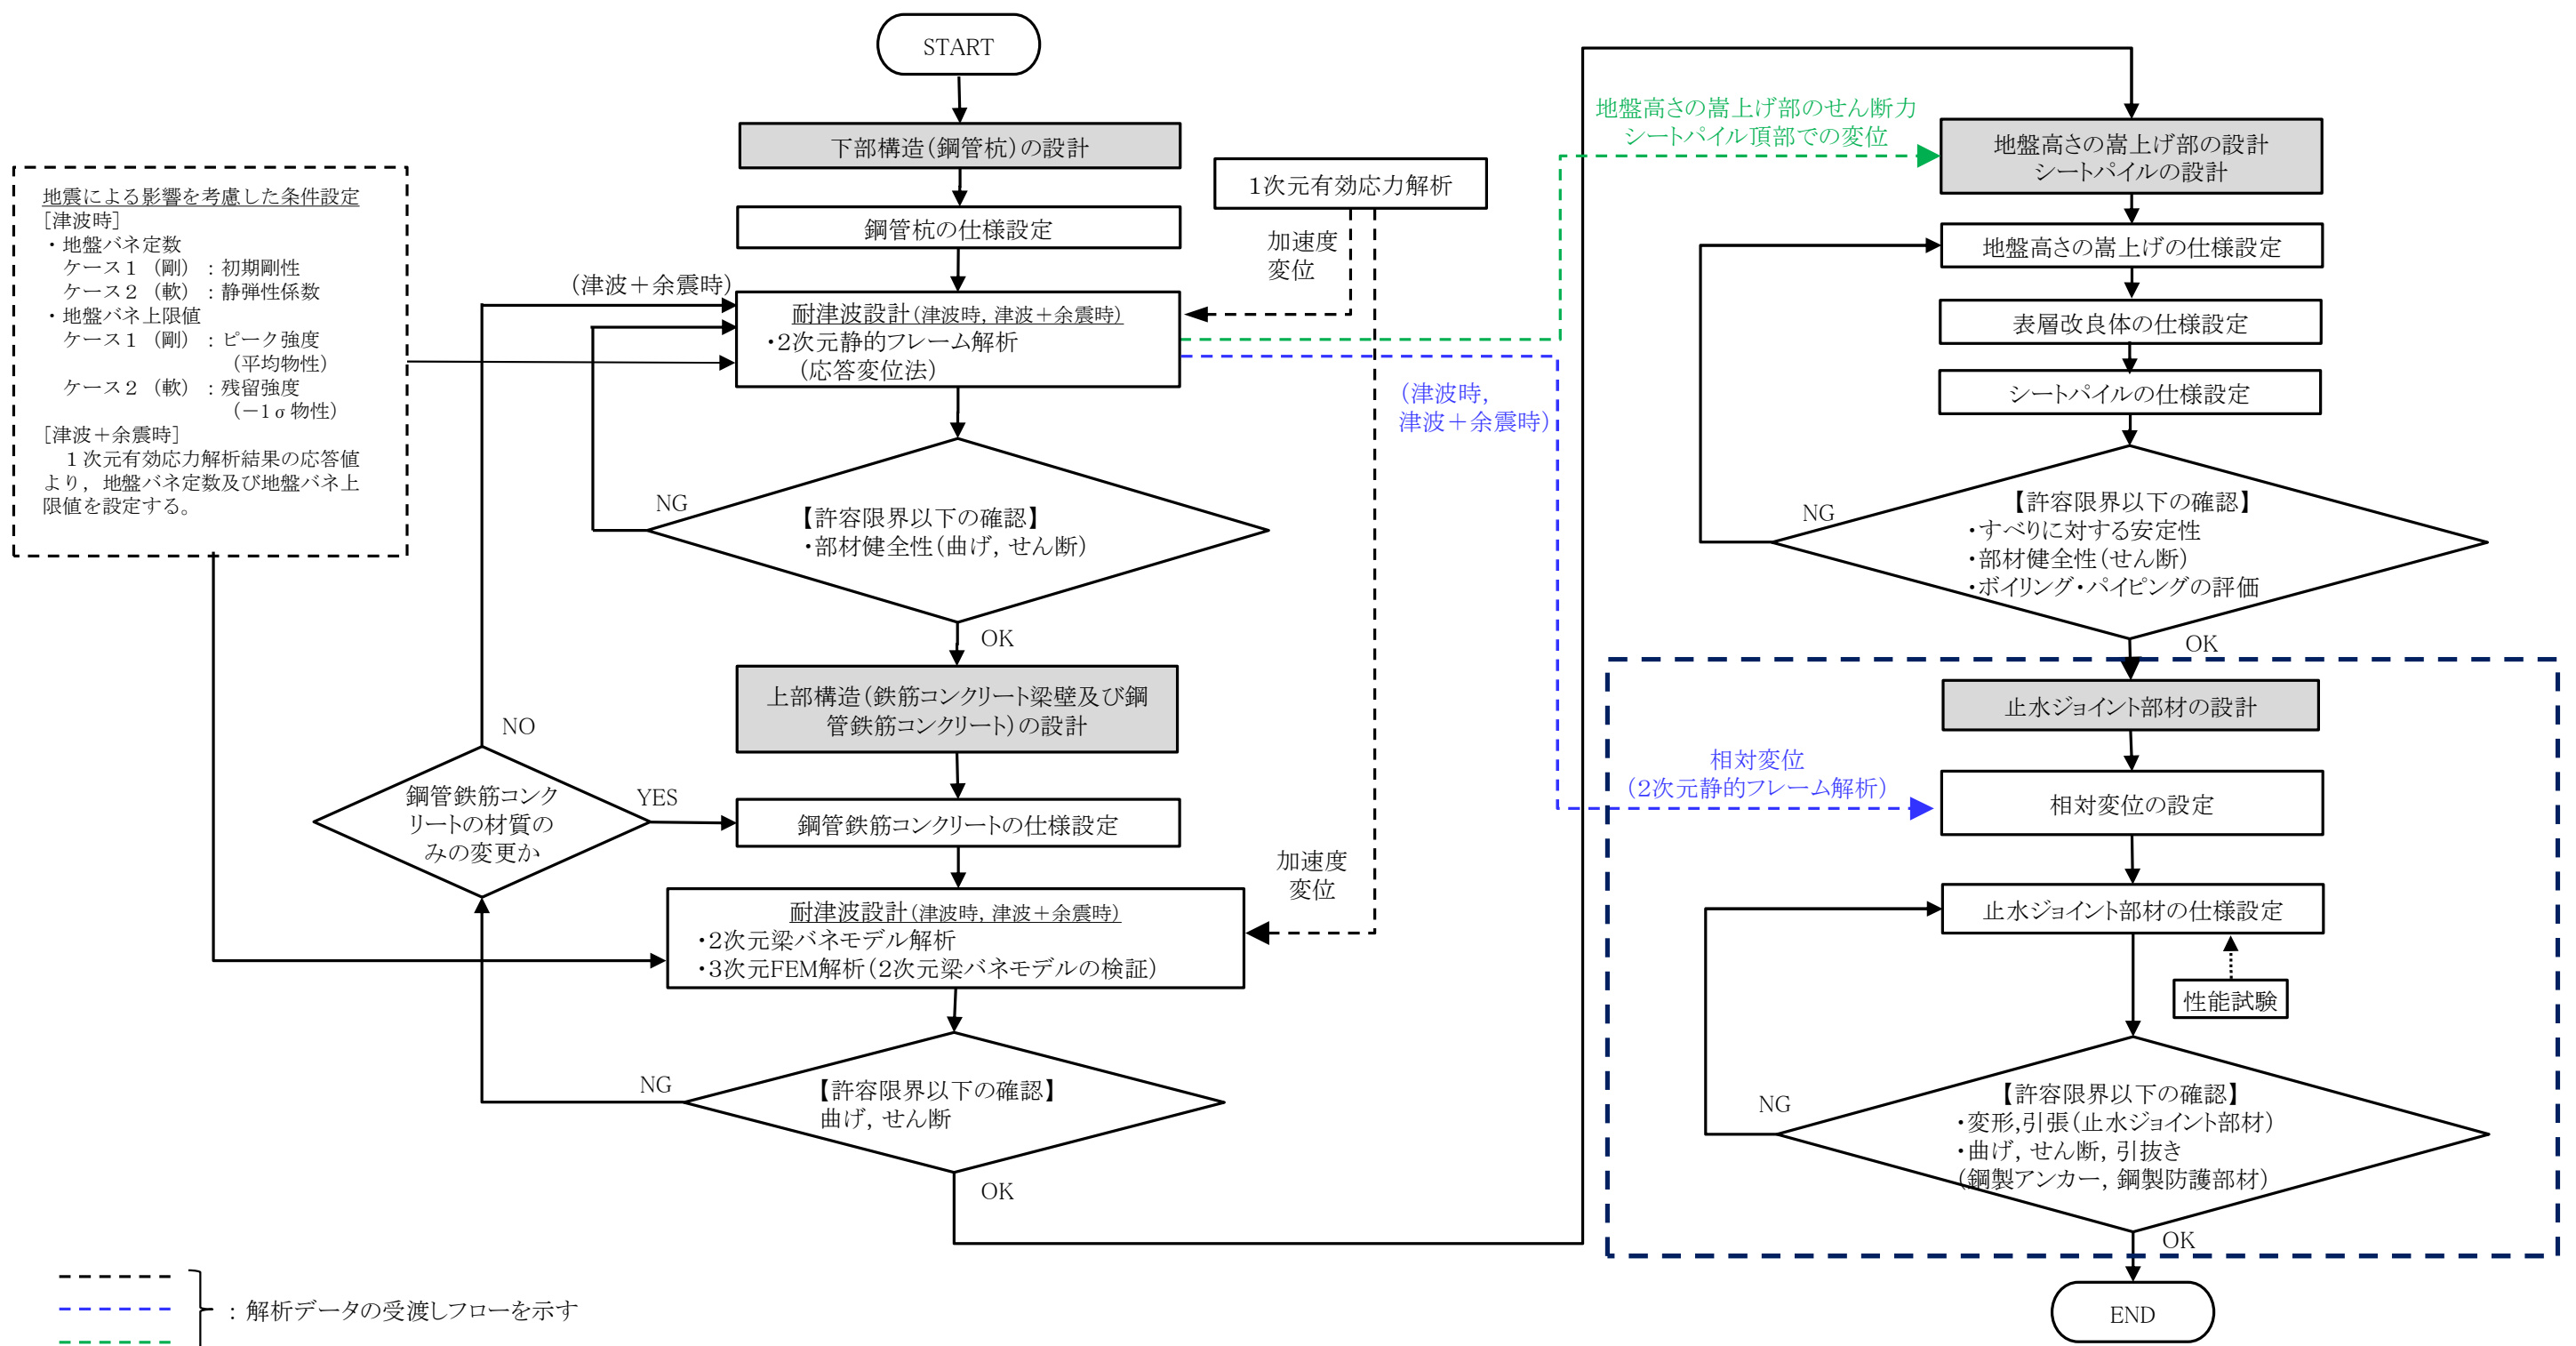 START
下部構造(鋼管杭)の設計
鋼管杭の仕様設定
1次元有効応力解析
加速度
変位
地震による影響を考慮した条件設定
[津波時]
・地盤バネ定数
ケース1 (剛) : 初期剛性
ケース2 (軟) : 静弾性係数
・地盤バネ上限値
ケース1 (剛) : ピーク強度
(平均物性)
ケース2 (軟) : 残留強度
(-1σ物性)
[津波+余震時]
1次元有効応力解析結果の応答値
より, 地盤バネ定数及び地盤バネ上
限値を設定する。
(津波+余震時)
耐津波設計(津波時, 津波+余震時)
・2次元静的フレーム解析
(応答変位法)
NG
【許容限界以下の確認】
・部材健全性(曲げ, せん断)
OK
上部構造(鉄筋コンクリート梁壁及び鋼
管鉄筋コンクリート)の設計
NO
鋼管鉄筋コンク
リートの材質の
みの変更か
YES
鋼管鉄筋コンクリートの仕様設定
加速度
変位
耐津波設計(津波時, 津波+余震時)
・2次元梁バネモデル解析
・3次元FEM解析(2次元梁バネモデルの検証)
NG
【許容限界以下の確認】
曲げ, せん断
OK
地盤高さの嵩上げ部のせん断力
シートパイル頂部での変位
(津波時,
津波+余震時)
地盤高さの嵩上げ部の設計
シートパイルの設計
地盤高さの嵩上げの仕様設定
表層改良体の仕様設定
シートパイルの仕様設定
NG
【許容限界以下の確認】
・すべりに対する安定性
・部材健全性(せん断)
・ボイリング・パイピングの評価
OK
止水ジョイント部材の設計
相対変位
(2次元静的フレーム解析)
相対変位の設定
止水ジョイント部材の仕様設定
性能試験
NG
【許容限界以下の確認】
・変形,引張(止水ジョイント部材)
・曲げ, せん断, 引抜き
(鋼製アンカー, 鋼製防護部材)
OK
END
: 解析データの受渡しフローを示す